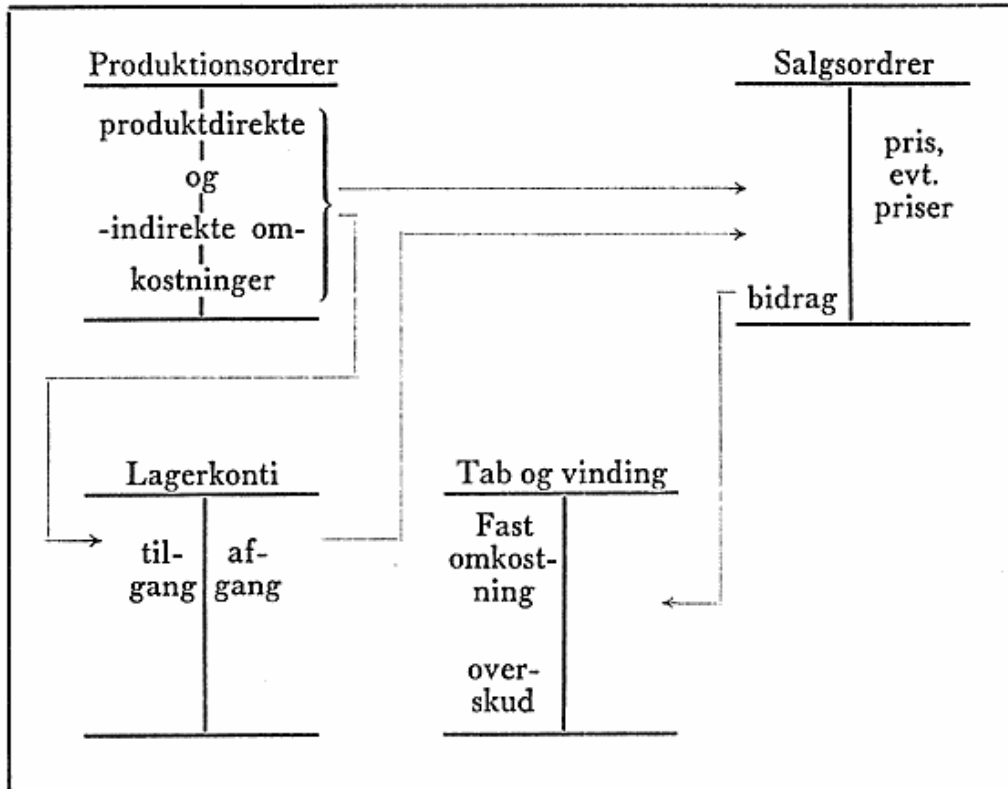 Produktionsordrer
produktdirekte
og
-indirekte om-
kostninger
Salgsordrer
pris,
evt.
priser
bidrag
Lagerkonti
til-
gang
af-
gang
Tab og vinding
Fast
omkost-
ning
over-
skud